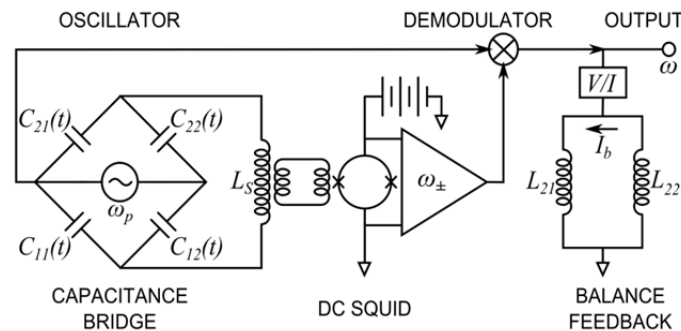 OSCILLATOR
DEMODULATOR
OUTPUT
ω
V/I
C₂₁(t)
C₂₂(t)
I_b
L_S
ω±
L₂₁
L₂₂
ω_p
C₁₁(t)
C₁₂(t)
CAPACITANCE
BRIDGE
DC SQUID
BALANCE
FEEDBACK